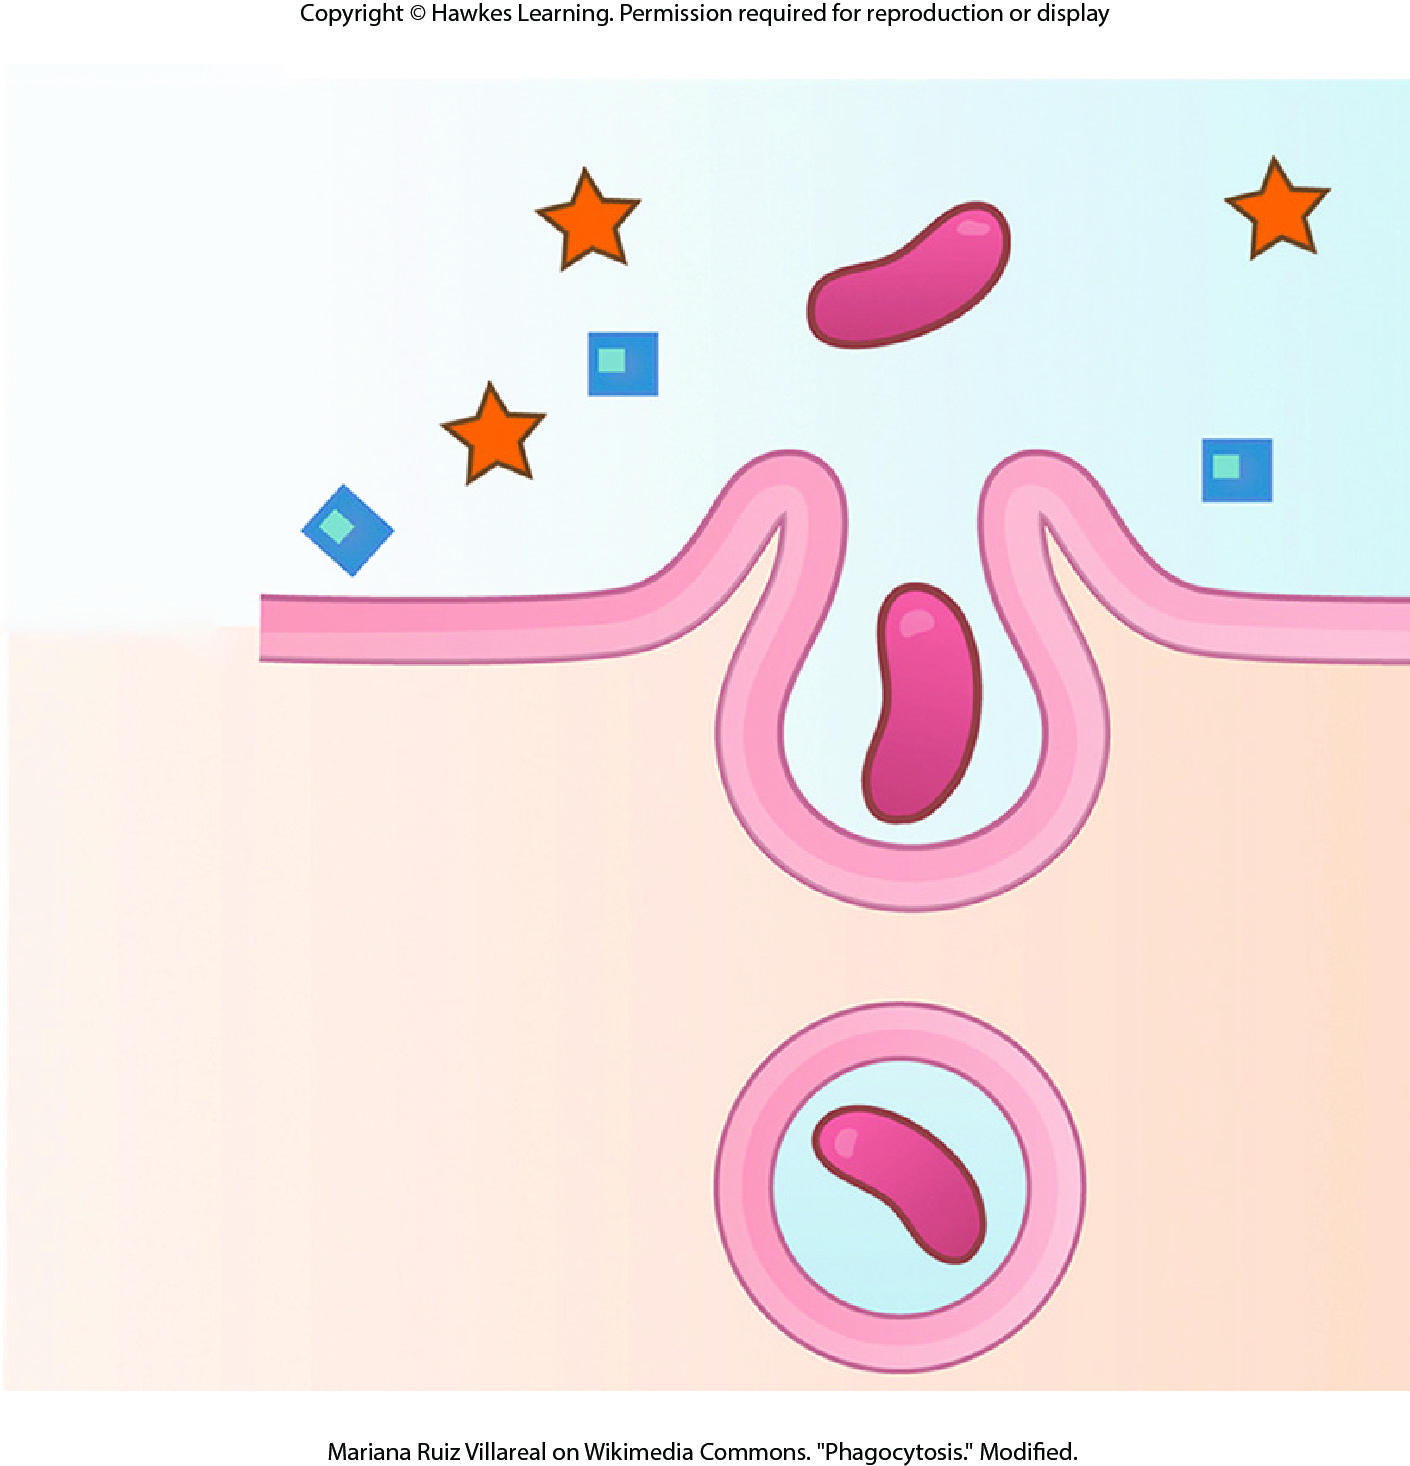 Copyright © Hawkes Learning. Permission required for reproduction or display
Mariana Ruiz Villareal on Wikimedia Commons. "Phagocytosis." Modified.